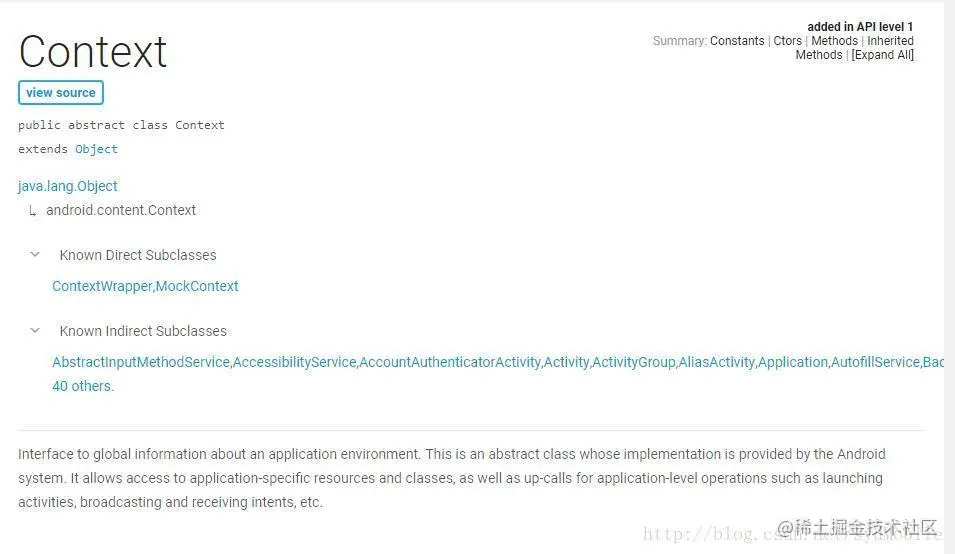 Context
added in API level 1
Summary: Constants | Ctors | Methods | Inherited
Methods | [Expand All]
view source
public abstract class Context
extends Object
java.lang.Object
↳ android.content.Context
Known Direct Subclasses
ContextWrapper,MockContext
Known Indirect Subclasses
AbstractInputMethodService,AccessibilityService,AccountAuthenticatorActivity,Activity,ActivityGroup,AliasActivity,Application,AutofillService,Bac
40 others.
Interface to global information about an application environment. This is an abstract class whose implementation is provided by the Android
system. It allows access to application-specific resources and classes, as well as up-calls for application-level operations such as launching
activities, broadcasting and receiving intents, etc.
@稀土掘金技术社区